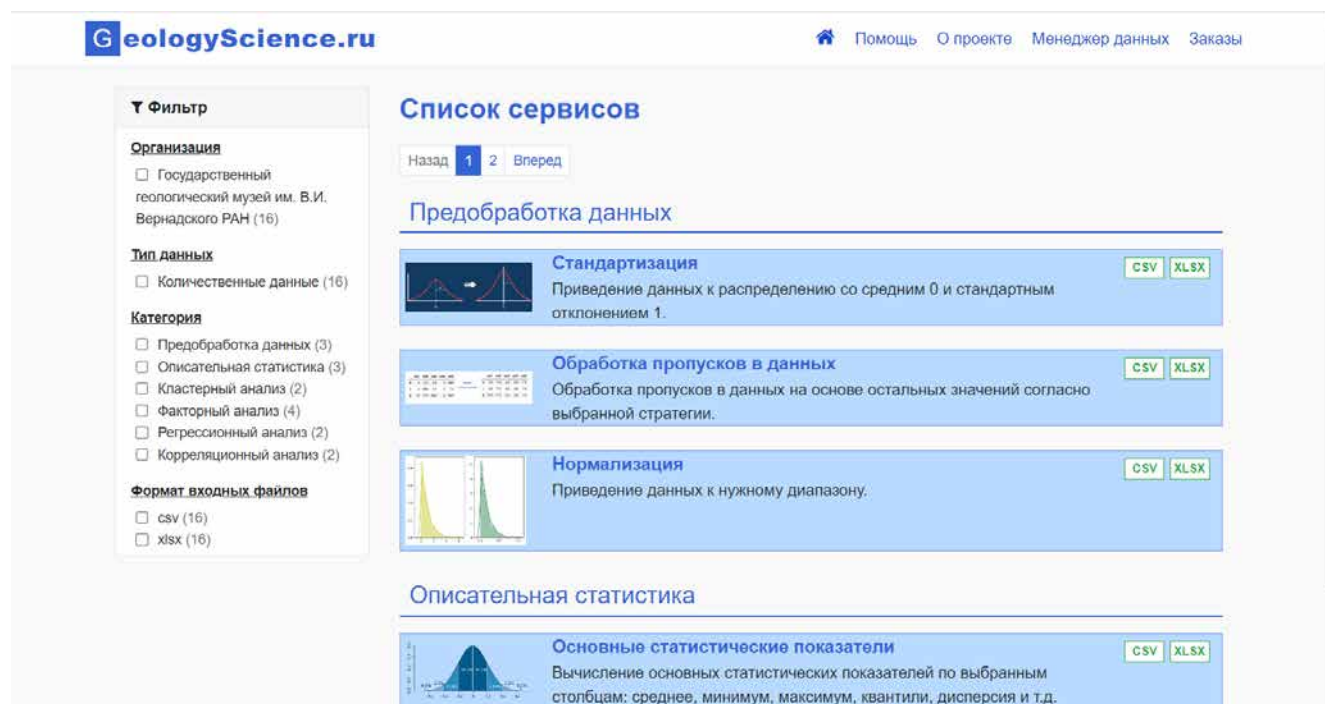 GeologyScience.ru
Помощь О проекте Менеджер данных Заказы
Фильтр
Организация
Государственный
геологический музей им. В.И.
Вернадского РАН (16)
Тип данных
Количественные данные (16)
Категория
Предобработка данных (3)
Описательная статистика (3)
Кластерный анализ (2)
Факторный анализ (4)
Регрессионный анализ (2)
Корреляционный анализ (2)
Формат входных файлов
csv (16)
xlsx (16)
Список сервисов
Назад 1 2 Вперед
Предобработка данных
Стандартизация
CSV XLSX
Приведение данных к распределению со средним 0 и стандартным
отклонением 1.
Обработка пропусков в данных
CSV XLSX
Обработка пропусков в данных на основе остальных значений согласно
выбранной стратегии.
Нормализация
CSV XLSX
Приведение данных к нужному диапазону.
Описательная статистика
Основные статистические показатели
CSV XLSX
Вычисление основных статистических показателей по выбранным
столбцам: среднее, минимум, максимум, квантили, дисперсия и т.д.